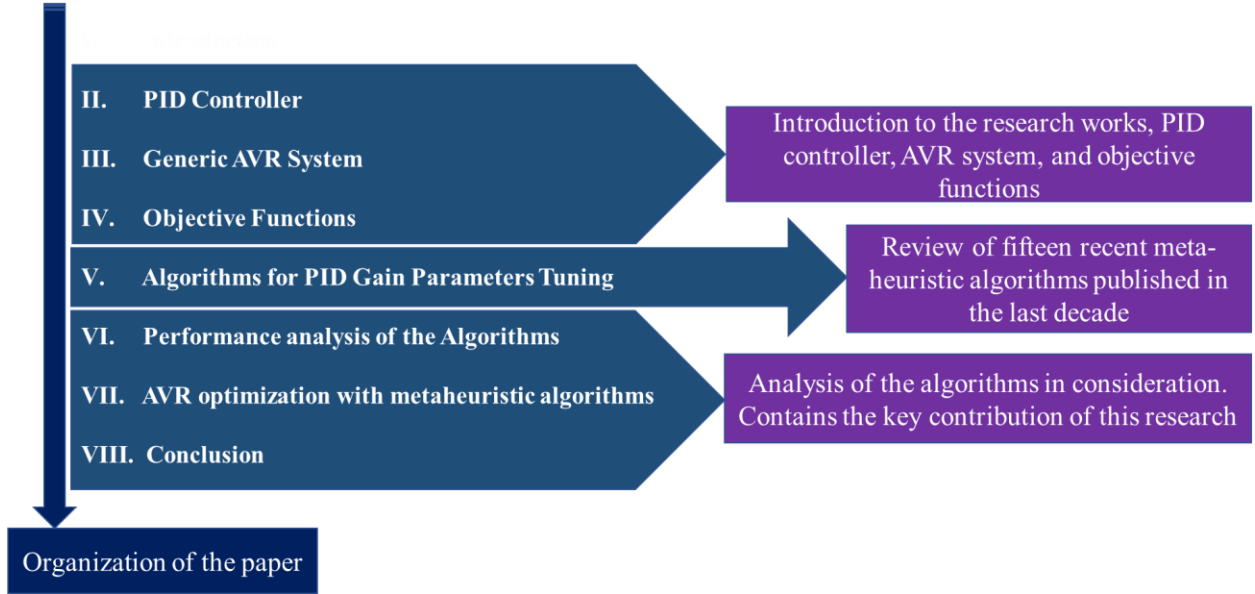 II. PID Controller
III. Generic AVR System
IV. Objective Functions
Introduction to the research works, PID
controller, AVR system, and objective
functions
V. Algorithms for PID Gain Parameters Tuning
Review of fifteen recent meta-
heuristic algorithms published in
the last decade
VI. Performance analysis of the Algorithms
VII. AVR optimization with metaheuristic algorithms
VIII. Conclusion
Analysis of the algorithms in consideration.
Contains the key contribution of this research
Organization of the paper